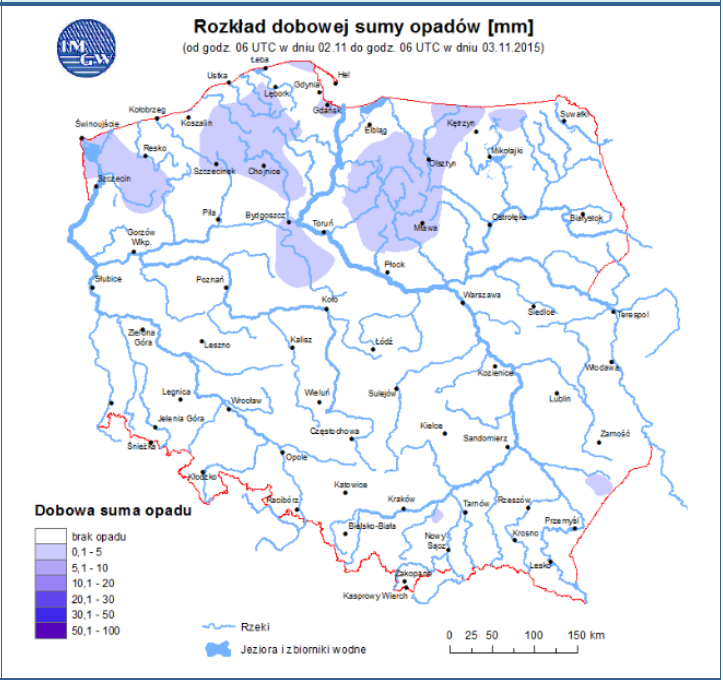 Rozkład dobowej sumy opadów [mm]
(od godz. 06 UTC w dniu 02.11 do godz. 06 UTC w dniu 03.11.2015)
IM
GW
Łeba
Hel
Ustka
Gdynia
Lębork
Kołobrzeg
Gdańsk
Świnoujście
Koszalin
Elbląg
Kętrzyn
Suwałki
Resko
Mikołajki
Olsztyn
Szczecin
Szczecinek
Chojnice
Piła
Bydgoszcz
Toruń
Mława
Ostrołęka
Białystok
Gorzów
Wlkp.
Płock
Słubice
Poznań
Koło
Warszawa
Siedlce
Terespol
Zielona
Góra
Leszno
Kalisz
Łódź
Kozienice
Włodawa
Legnica
Wrocław
Wieluń
Sulejów
Lublin
Jelenia Góra
Częstochowa
Kielce
Sandomierz
Zamość
Śnieżka
Opole
Kłodzko
Katowice
Racibórz
Kraków
Tarnów
Rzeszów
Bielsko-Biała
Przemyśl
Nowy
Sącz
Krosno
Lesko
Zakopane
Kasprowy Wierch
Dobowa suma opadu
brak opadu
0,1 - 5
5,1 - 10
10,1 - 20
20,1 - 30
30,1 - 50
50,1 - 100
Rzeki
Jeziora i zbiorniki wodne
0 25 50 100 150 km